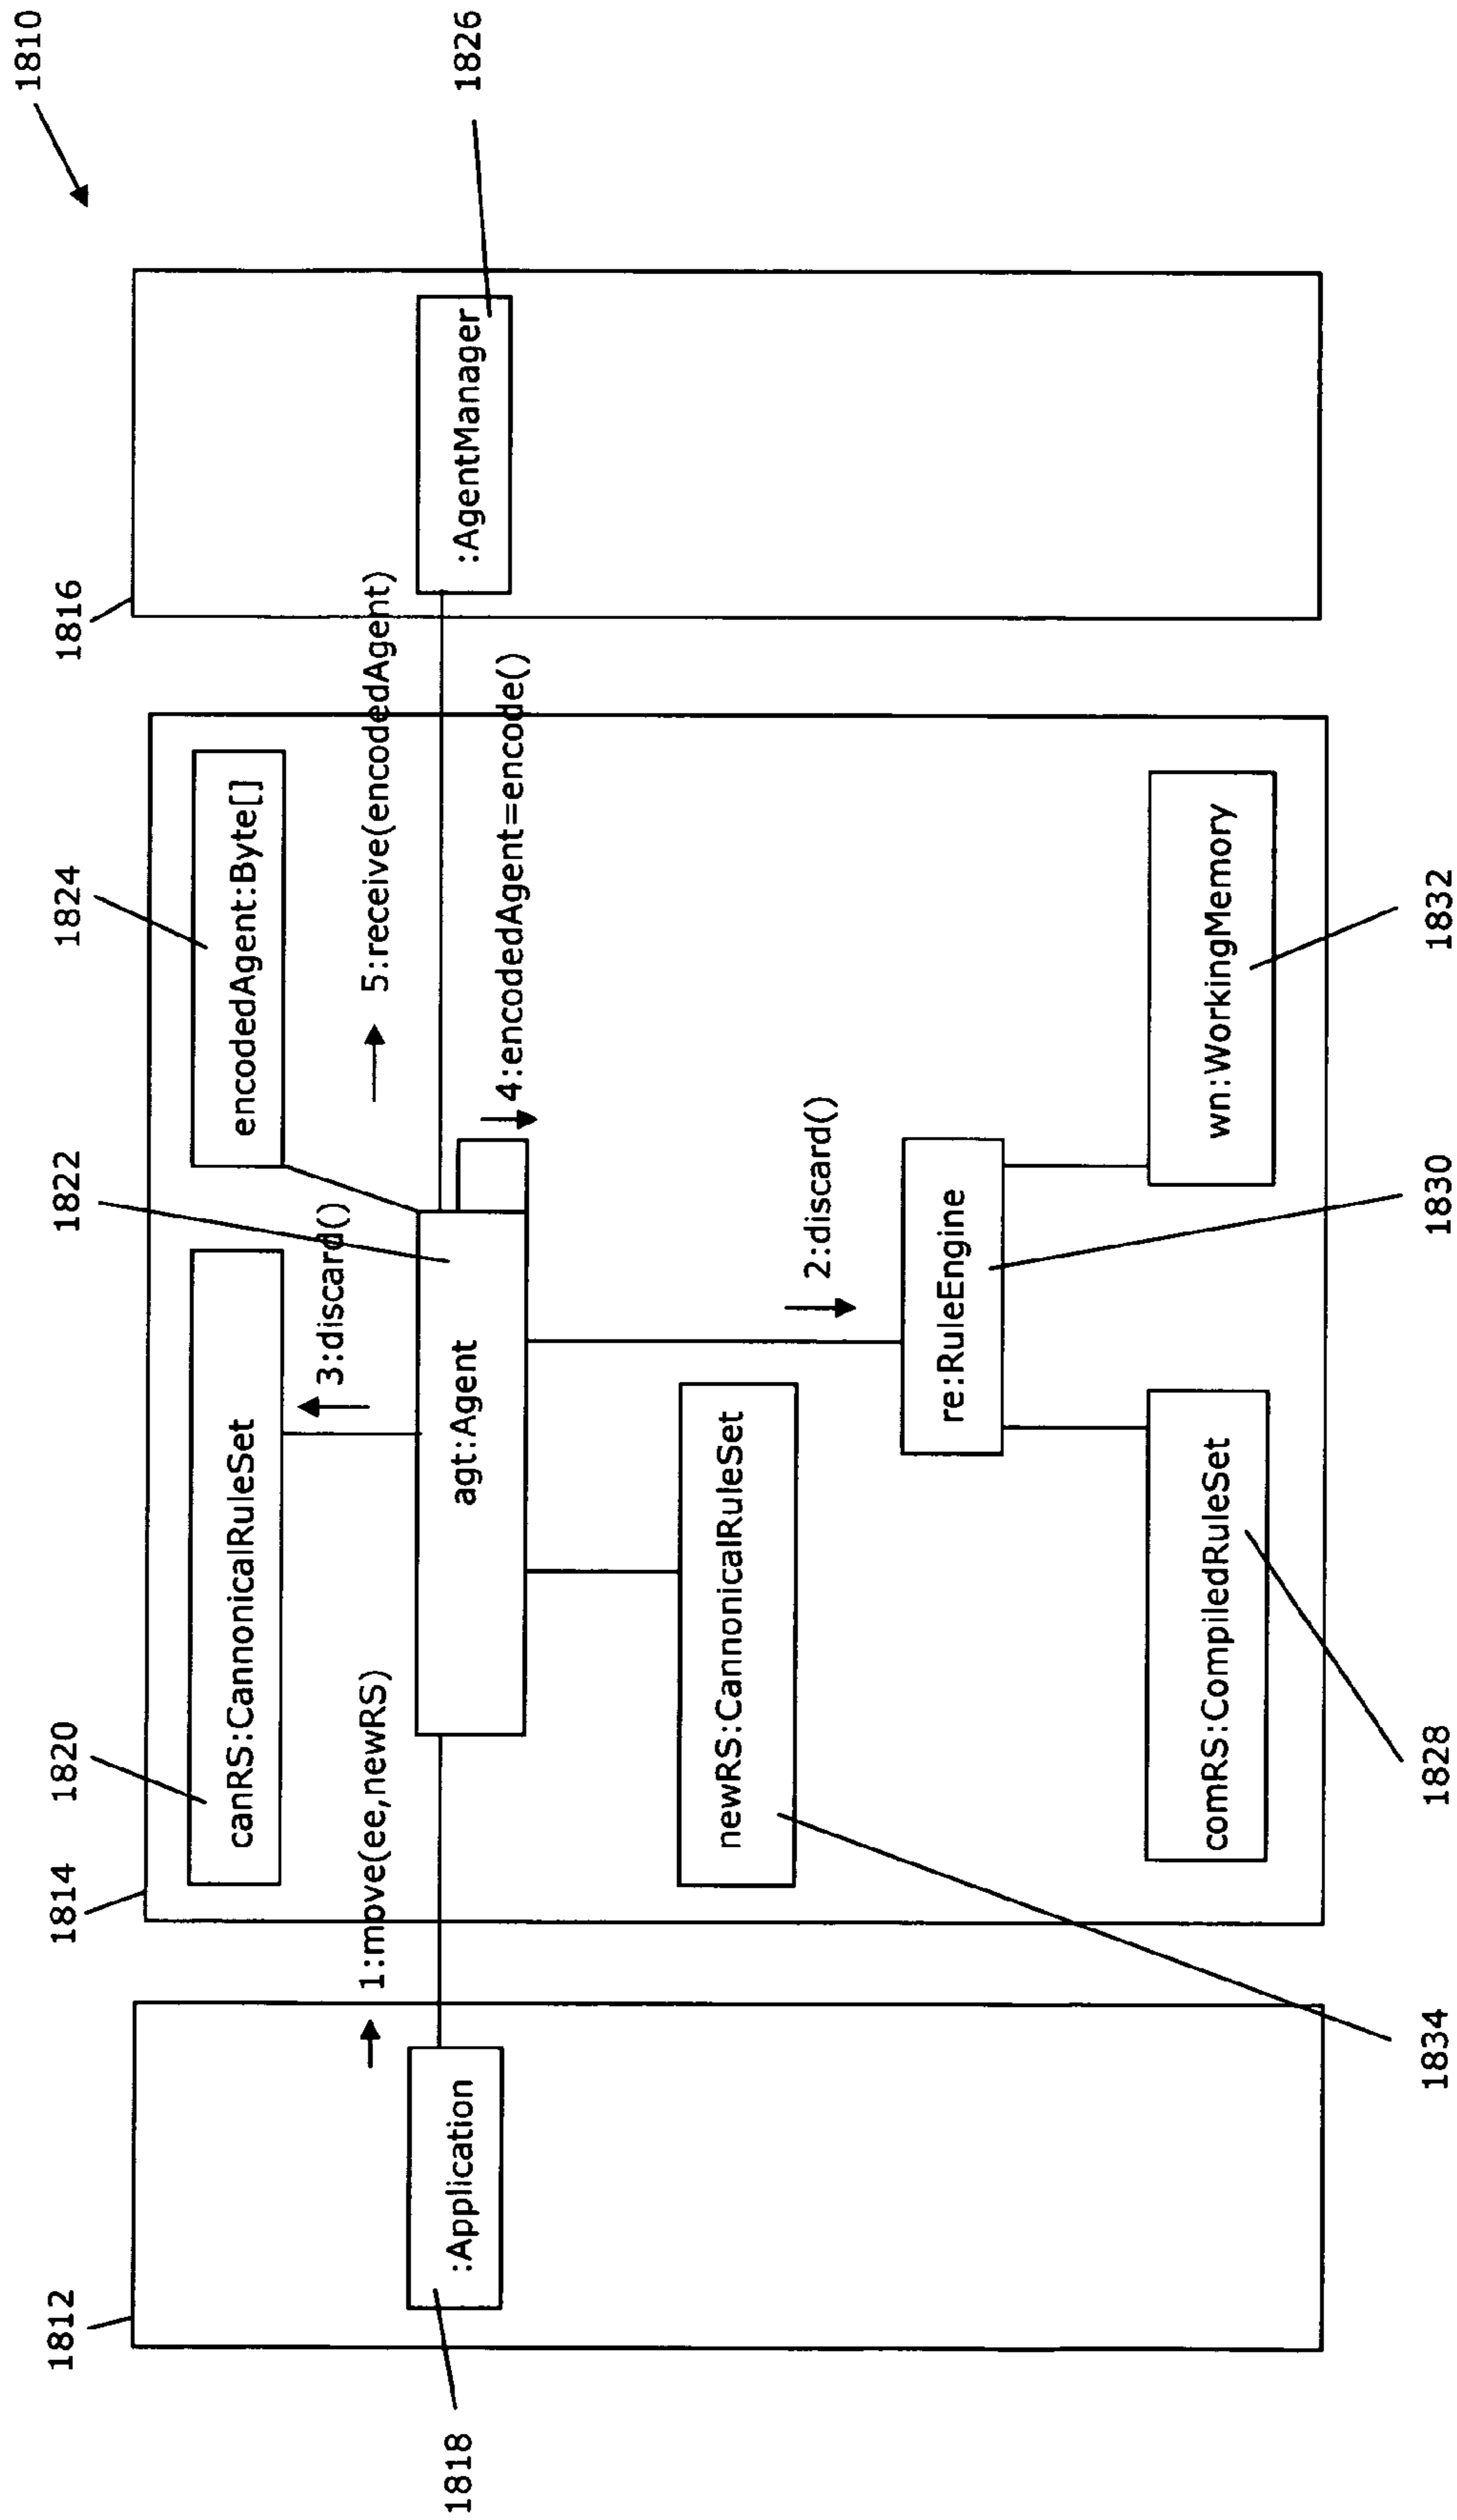 1810
1812
1814
1816
1820
1822
1824
canRS:CannonicalRuleSet
encodedAgent:Byte[]
3:discard()
1:move(ee,newRS)
5:receive(encodedAgent)
1818
:Application
agt:Agent
:AgentManager
1826
4:encodedAgent=encode()
newRS:CannonicalRuleSet
2:discard()
re:RuleEngine
comRS:CompiledRuleSet
wn:WorkingMemory
1834
1828
1830
1832